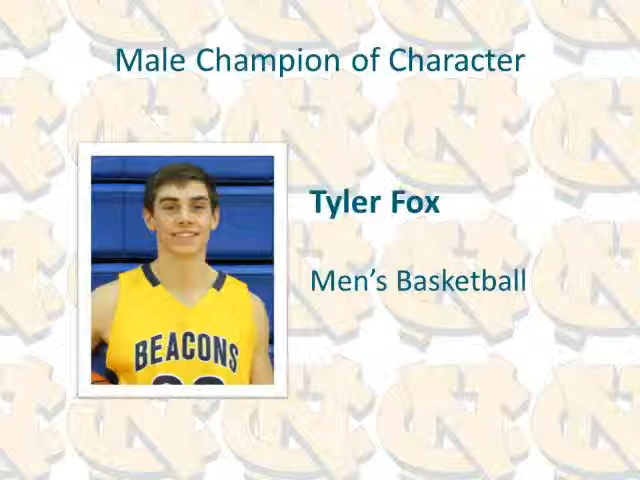 Male Champion of Character
Tyler Fox
Men’s Basketball
BEACONS